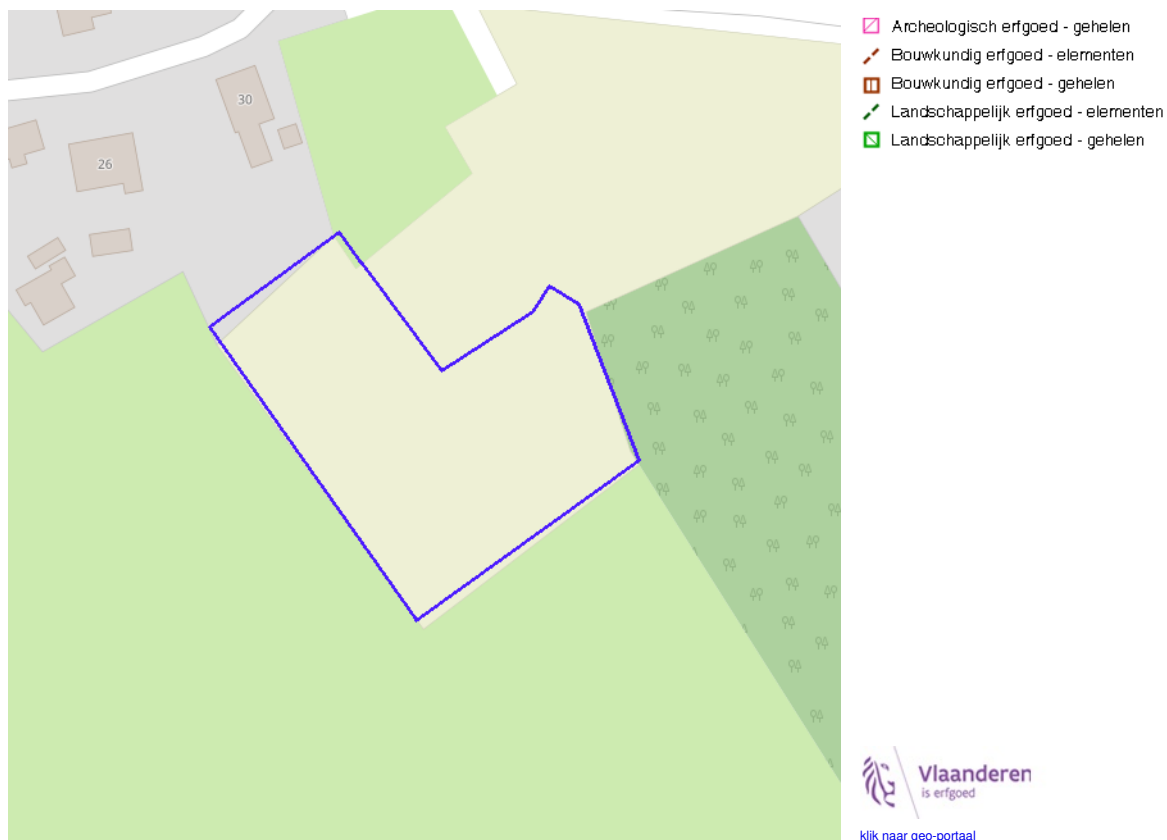 30
26
Archeologisch erfgoed - gehelen
Bouwkundig erfgoed - elementen
Bouwkundig erfgoed - gehelen
Landschappelijk erfgoed - elementen
Landschappelijk erfgoed - gehelen
Vlaanderen
is erfgoed
klik naar geo-portaal